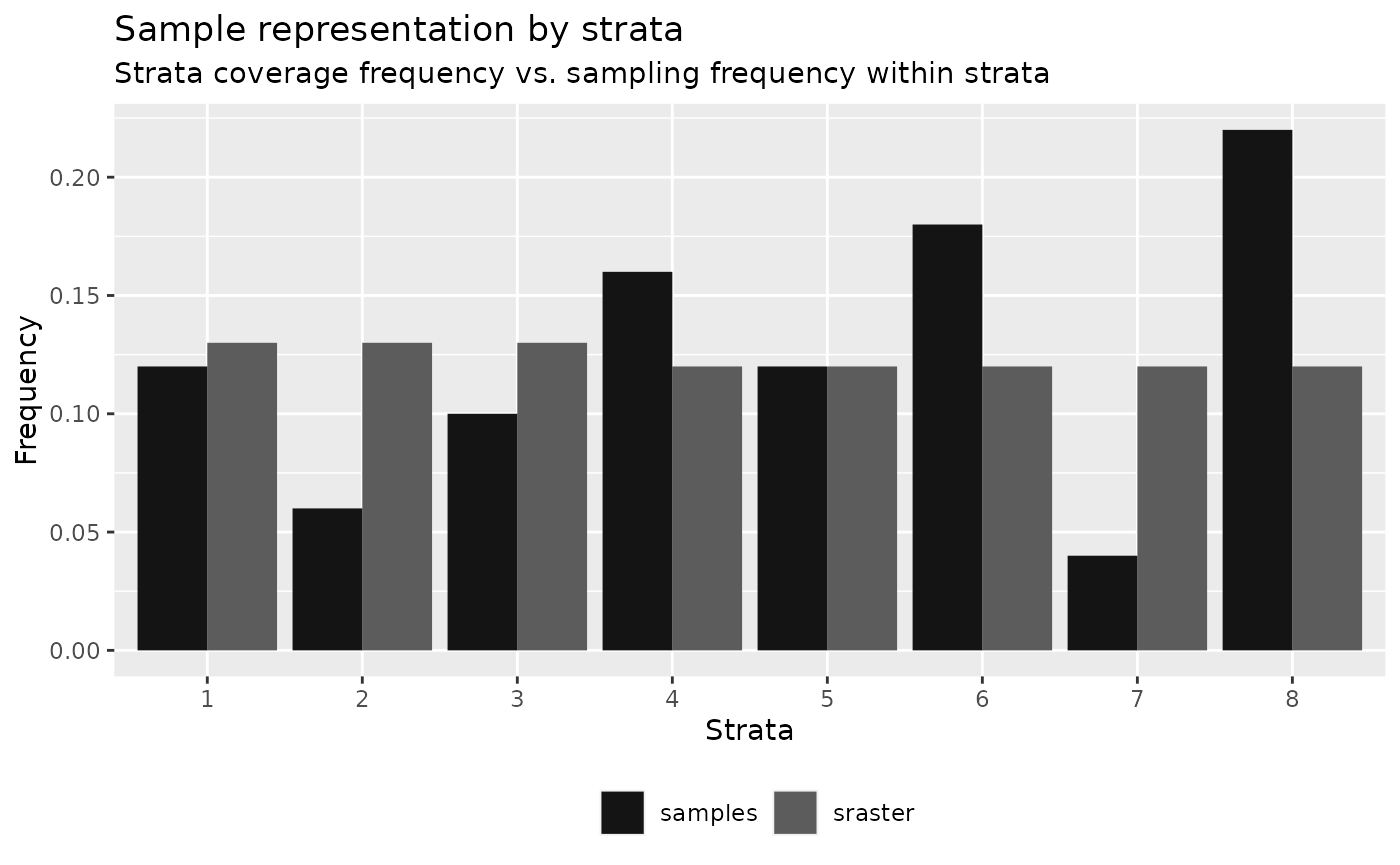 Sample representation by strata
Strata coverage frequency vs. sampling frequency within strata
Frequency
0.20
0.15
0.10
0.05
0.00
1 2 3 4 5 6 7 8
Strata
samples sraster